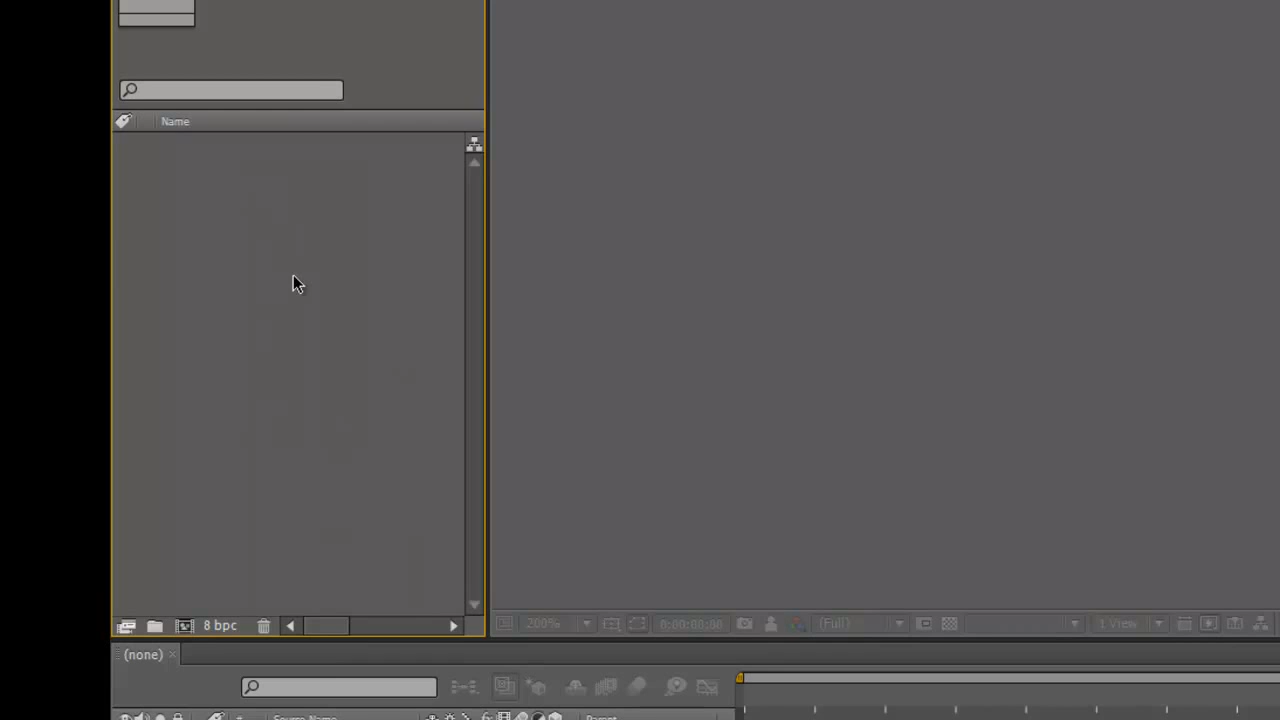 Name
8 bpc
200%
0;00;00;00
(Full)
1 View
(none)
#
Source Name
Parent